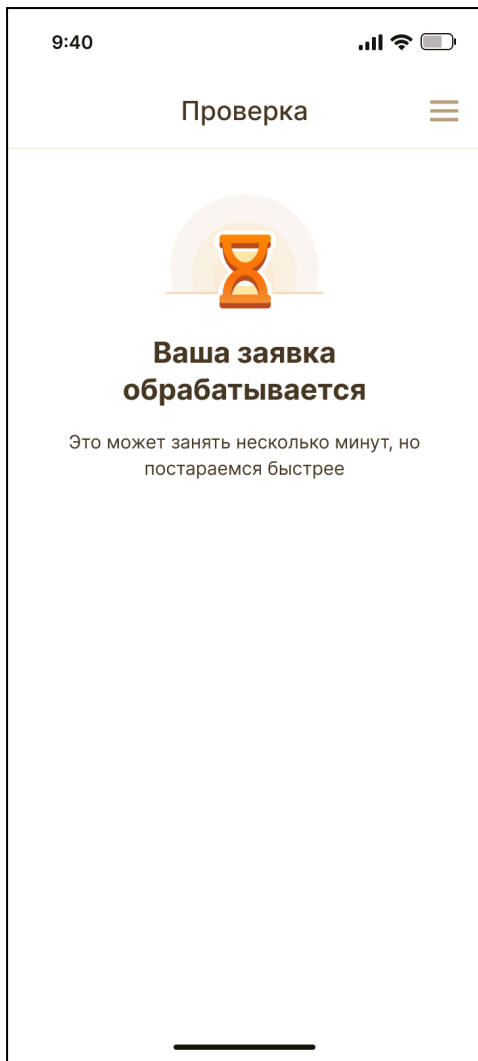 9:40
Проверка
Ваша заявка
обрабатывается
Это может занять несколько минут, но
постараемся быстрее